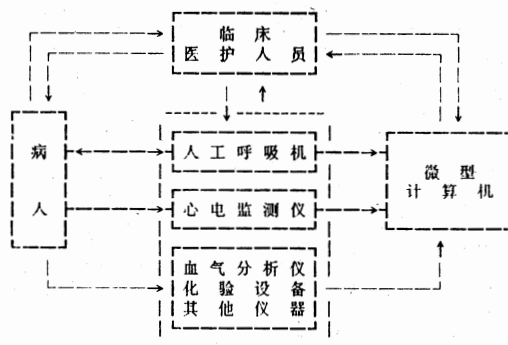 临床
医护人员
病人
人工呼吸机
心电监测仪
微型
计算机
血气分析仪
化验设备
其他仪器